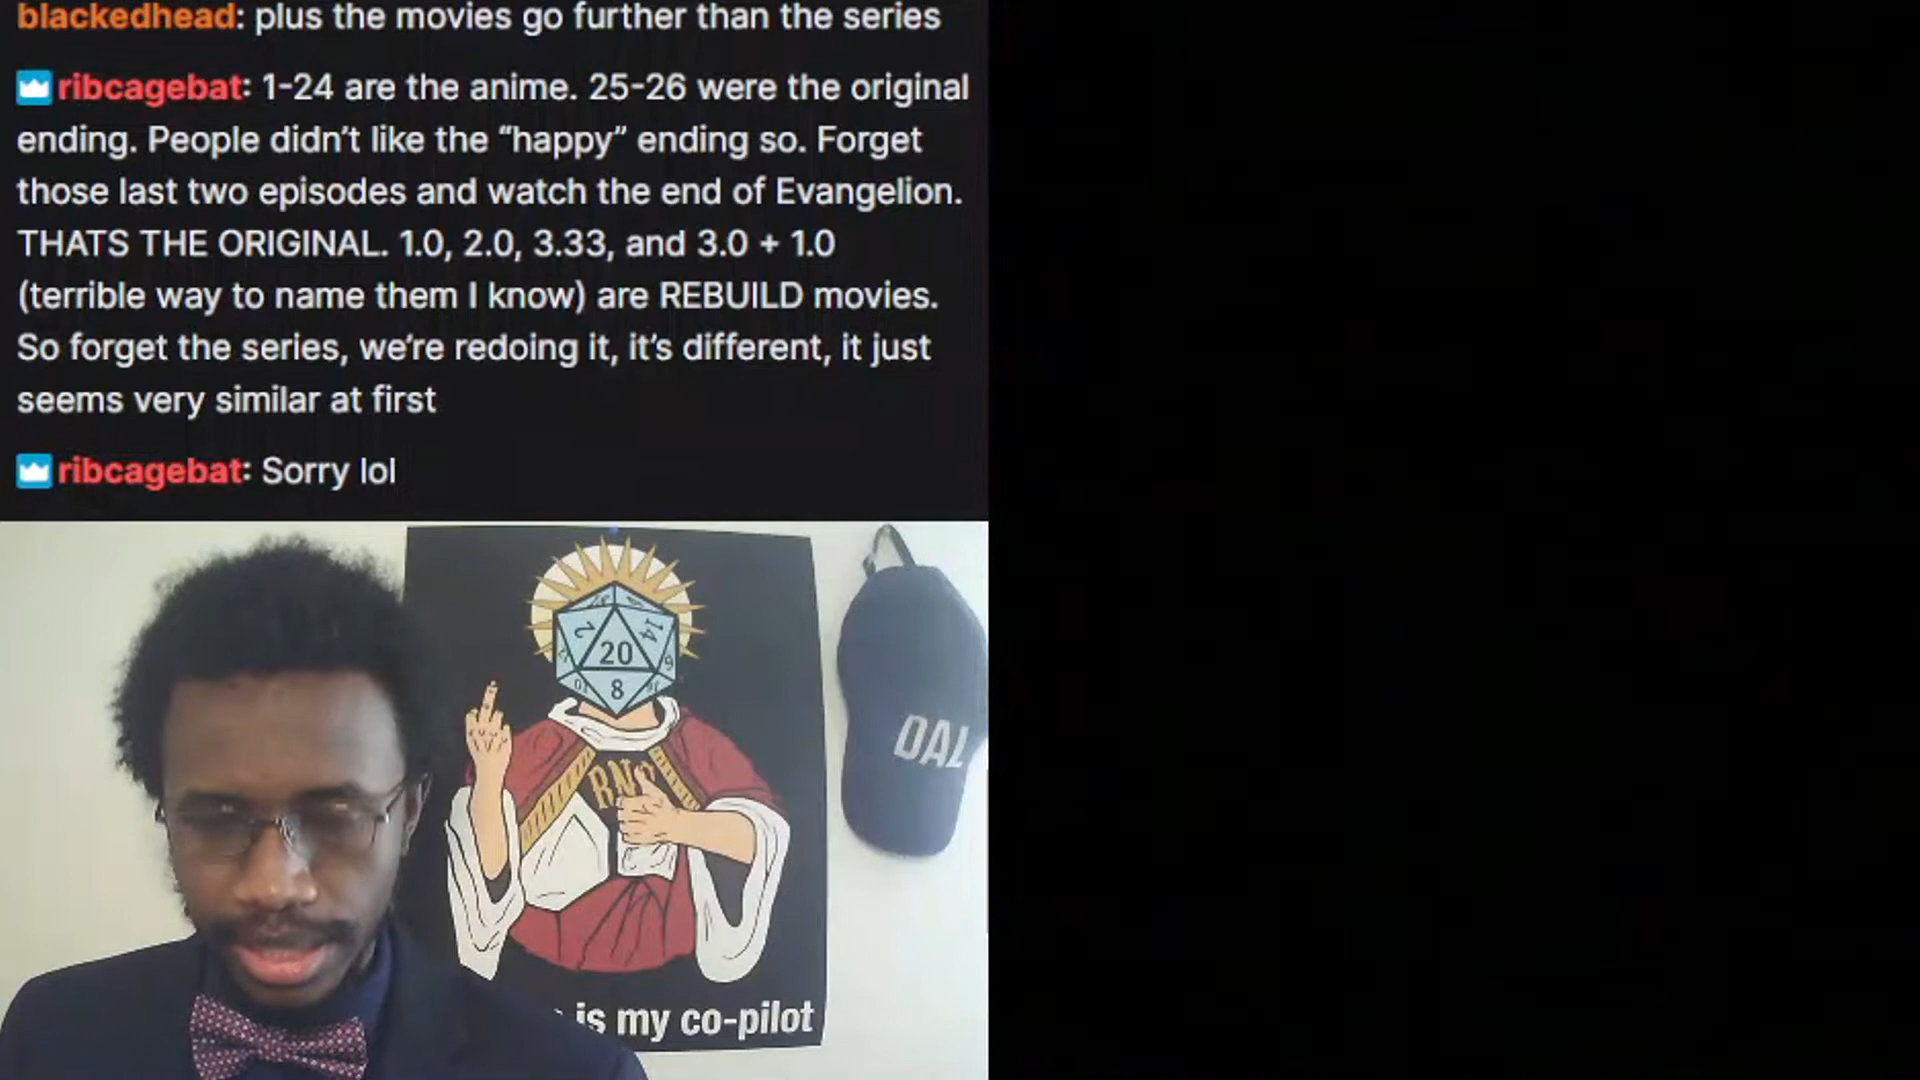 blackedhead: plus the movies go further than the series
ribcagebat: 1-24 are the anime. 25-26 were the original
ending. People didn’t like the “happy” ending so. Forget
those last two episodes and watch the end of Evangelion.
THATS THE ORIGINAL. 1.0, 2.0, 3.33, and 3.0 + 1.0
(terrible way to name them I know) are REBUILD movies.
So forget the series, we’re redoing it, it’s different, it just
seems very similar at first
ribcagebat: Sorry lol
2
14
20
9
8
10
DAL
is my co-pilot